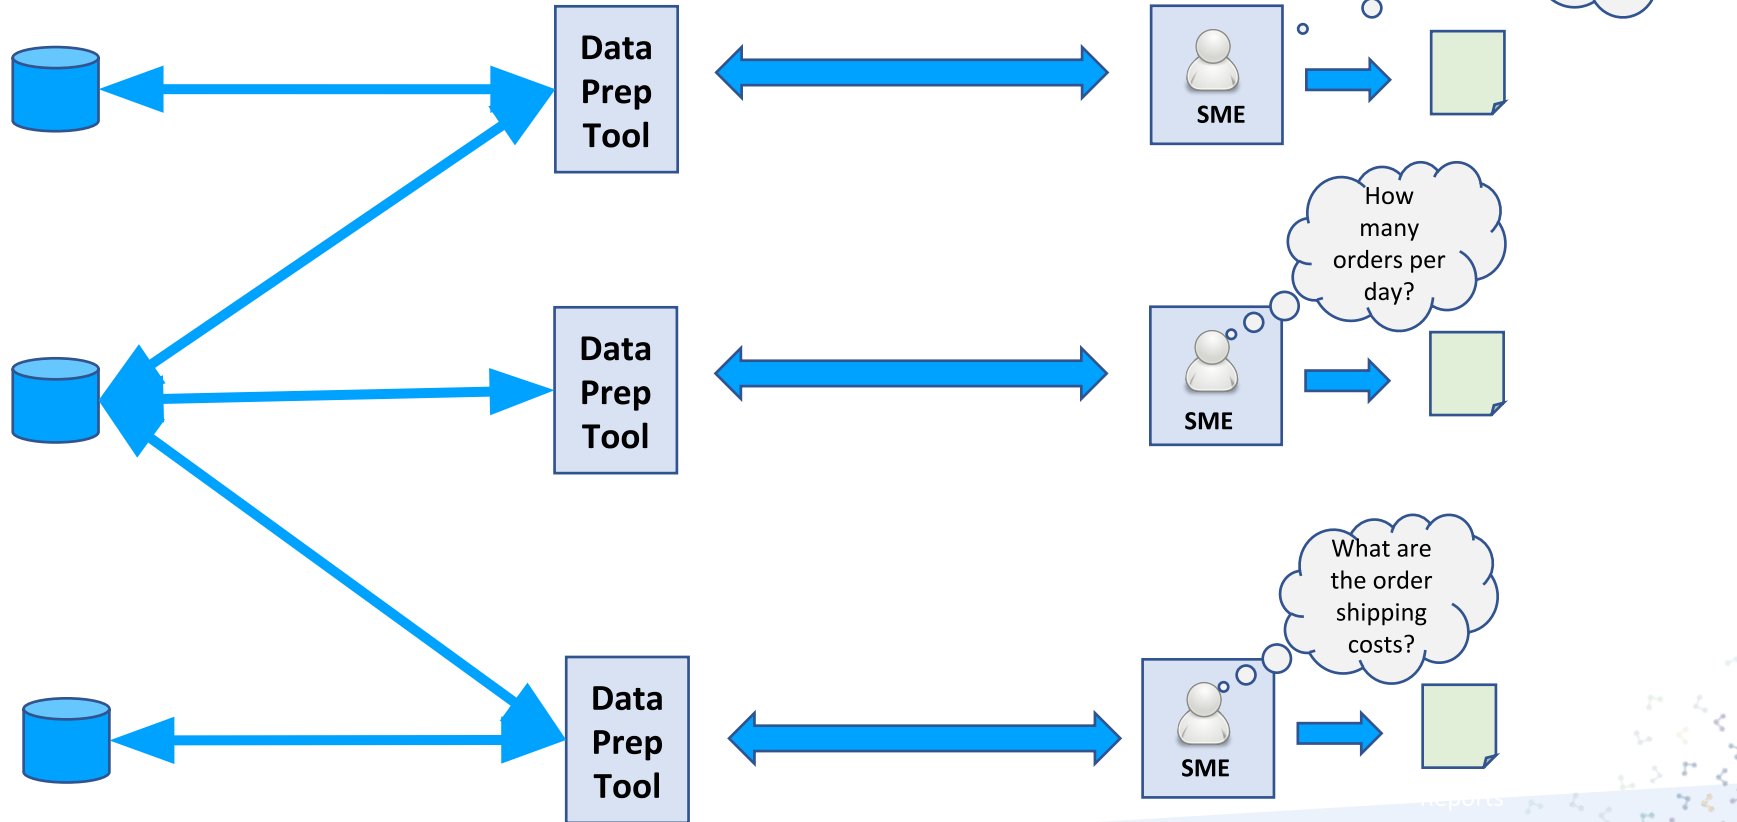 Data
Prep
Tool
SME
How
many
orders per
day?
Data
Prep
Tool
SME
What are
the order
shipping
costs?
Data
Prep
Tool
SME
Reports